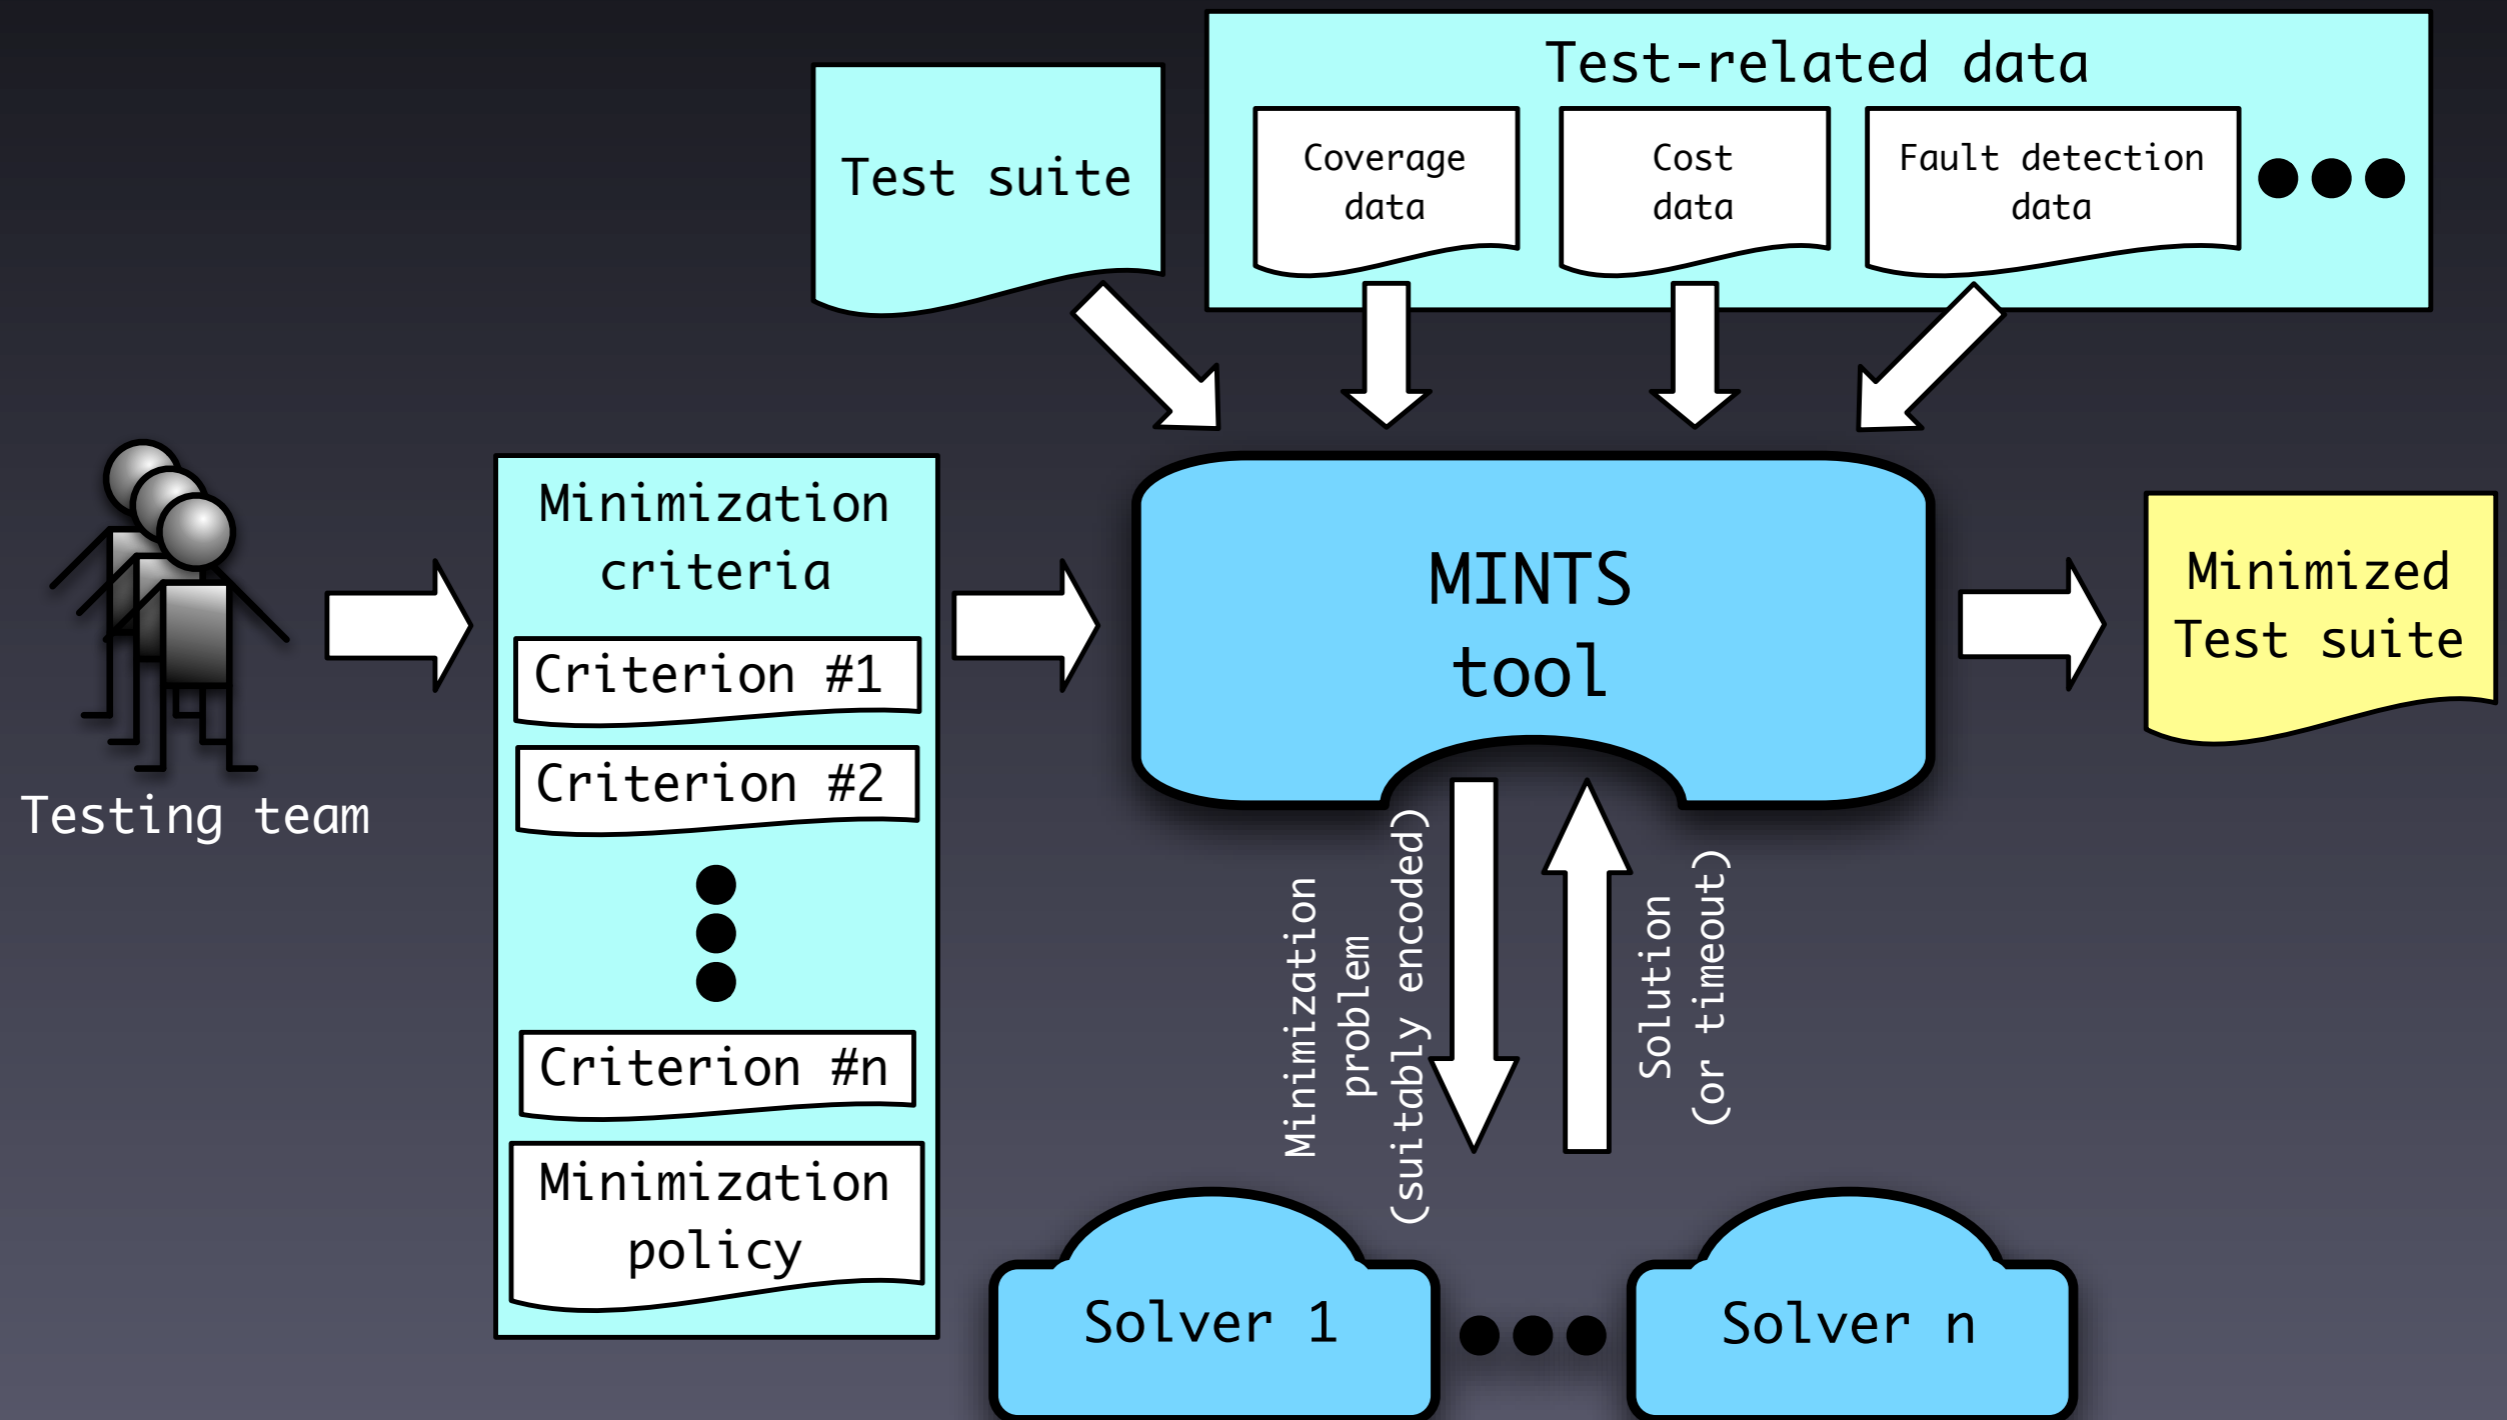 Test-related data
Test suite
Coverage
data
Cost
data
Fault detection
data
Testing team
Minimization
criteria
Criterion #1
Criterion #2
Criterion #n
Minimization
policy
MINTS
tool
Minimized
Test suite
Minimization
problem
(suitably encoded)
Solution
(or timeout)
Solver 1
Solver n